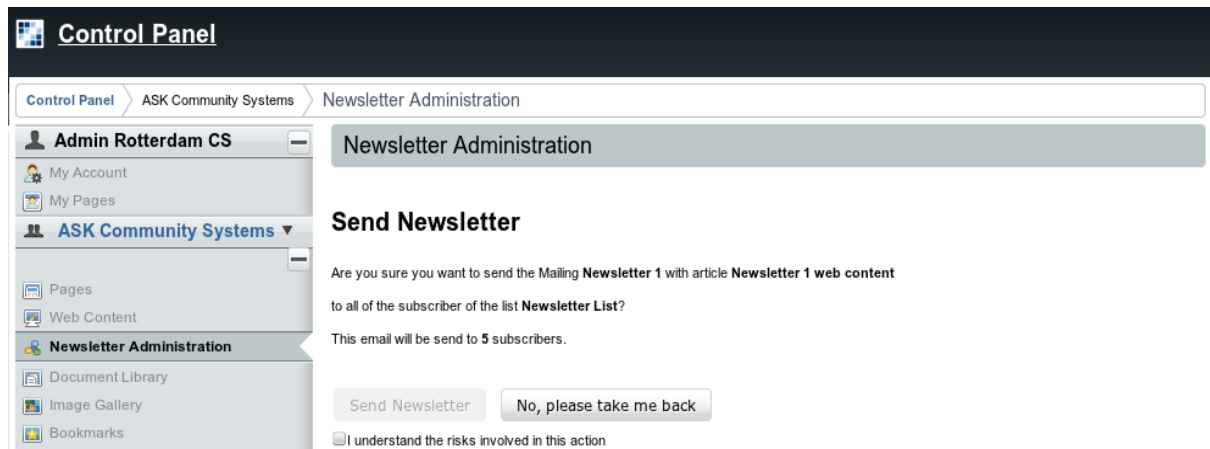 Control Panel
Control Panel ASK Community Systems Newsletter Administration
Admin Rotterdam CS
My Account
My Pages
ASK Community Systems
Pages
Web Content
Newsletter Administration
Document Library
Image Gallery
Bookmarks
Newsletter Administration
Send Newsletter
Are you sure you want to send the Mailing Newsletter 1 with article Newsletter 1 web content
to all of the subscriber of the list Newsletter List?
This email will be send to 5 subscribers.
Send Newsletter No, please take me back
I understand the risks involved in this action